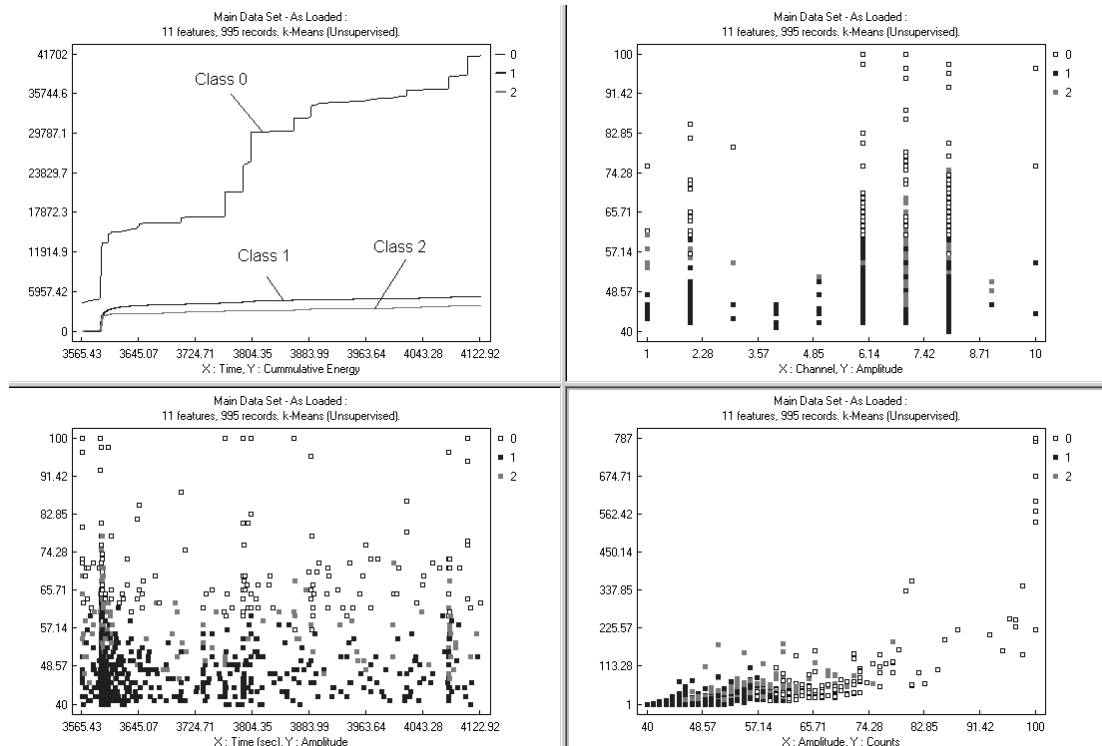 Main Data Set - As Loaded :
11 features, 995 records. k-Means (Unsupervised).
41702
35744.6
29787.1
23829.7
17872.3
11914.9
5957.42
0
Class 0
Class 1
Class 2
0
1
2
3565.43 3645.07 3724.71 3804.35 3883.99 3963.64 4043.28 4122.92
X : Time, Y : Cummulative Energy
Main Data Set - As Loaded :
11 features, 995 records. k-Means (Unsupervised).
100
91.42
82.85
74.28
65.71
57.14
48.57
40
0
1
2
1 2.28 3.57 4.85 6.14 7.42 8.71 10
X : Channel, Y : Amplitude
Main Data Set - As Loaded :
11 features, 995 records. k-Means (Unsupervised).
100
91.42
82.85
74.28
65.71
57.14
48.57
40
0
1
2
3565.43 3645.07 3724.71 3804.35 3883.99 3963.64 4043.28 4122.92
X : Time [sec], Y : Amplitude
Main Data Set - As Loaded :
11 features, 995 records. k-Means (Unsupervised).
787
674.71
562.42
450.14
337.85
225.57
113.28
1
0
1
2
40 48.57 57.14 65.71 74.28 82.85 91.42 100
X : Amplitude, Y : Counts